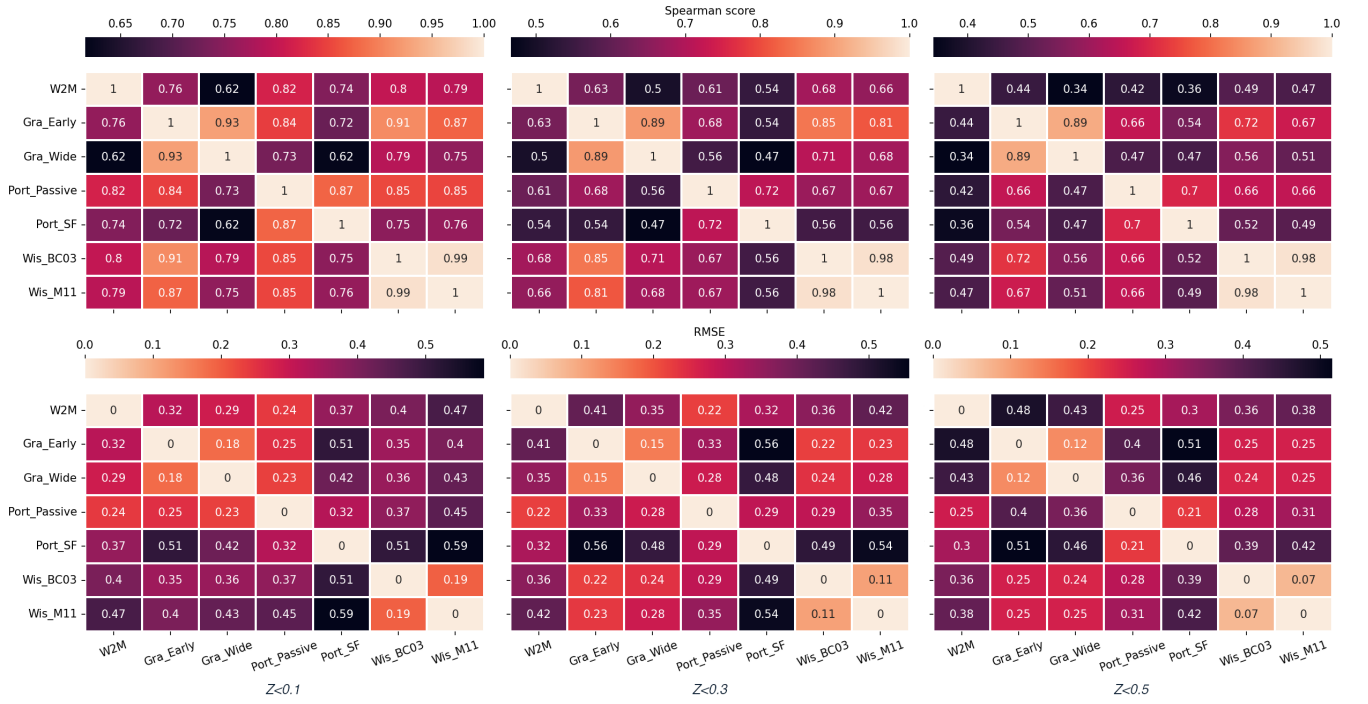 Spearman score
0.65 0.70 0.75 0.80 0.85 0.90 0.95 1.00 0.5 0.6 0.7 0.8 0.9 1.0 0.4 0.5 0.6 0.7 0.8 0.9 1.0
W2M 1 0.76 0.62 0.82 0.74 0.8 0.79 1 0.63 0.5 0.61 0.54 0.68 0.66 1 0.44 0.34 0.42 0.36 0.49 0.47
Gra_Early 0.76 1 0.93 0.84 0.72 0.91 0.87 0.63 1 0.89 0.68 0.54 0.85 0.81 0.44 1 0.89 0.66 0.54 0.72 0.67
Gra_Wide 0.62 0.93 1 0.73 0.62 0.79 0.75 0.5 0.89 1 0.56 0.47 0.71 0.68 0.34 0.89 1 0.47 0.47 0.56 0.51
Port_Passive 0.82 0.84 0.73 1 0.87 0.85 0.85 0.61 0.68 0.56 1 0.72 0.67 0.67 0.42 0.66 0.47 1 0.7 0.66 0.66
Port_SF 0.74 0.72 0.62 0.87 1 0.75 0.76 0.54 0.54 0.47 0.72 1 0.56 0.56 0.36 0.54 0.47 0.7 1 0.52 0.49
Wis_BC03 0.8 0.91 0.79 0.85 0.75 1 0.99 0.68 0.85 0.71 0.67 0.56 1 0.98 0.49 0.72 0.56 0.66 0.52 1 0.98
Wis_M11 0.79 0.87 0.75 0.85 0.76 0.99 1 0.66 0.81 0.68 0.67 0.56 0.98 1 0.47 0.67 0.51 0.66 0.49 0.98 1
RMSE
0.0 0.1 0.2 0.3 0.4 0.5 0.0 0.1 0.2 0.3 0.4 0.5 0.0 0.1 0.2 0.3 0.4 0.5
W2M 0 0.32 0.29 0.24 0.37 0.4 0.47 0 0.41 0.35 0.22 0.32 0.36 0.42 0 0.48 0.43 0.25 0.3 0.36 0.38
Gra_Early 0.32 0 0.18 0.25 0.51 0.35 0.4 0.41 0 0.15 0.33 0.56 0.22 0.23 0.48 0 0.12 0.4 0.51 0.25 0.25
Gra_Wide 0.29 0.18 0 0.23 0.42 0.36 0.43 0.35 0.15 0 0.28 0.48 0.24 0.28 0.43 0.12 0 0.36 0.46 0.24 0.25
Port_Passive 0.24 0.25 0.23 0 0.32 0.37 0.45 0.22 0.33 0.28 0 0.29 0.29 0.35 0.25 0.4 0.36 0 0.21 0.28 0.31
Port_SF 0.37 0.51 0.42 0.32 0 0.51 0.59 0.32 0.56 0.48 0.29 0 0.49 0.54 0.3 0.51 0.46 0.21 0 0.39 0.42
Wis_BC03 0.4 0.35 0.36 0.37 0.51 0 0.19 0.36 0.22 0.24 0.29 0.49 0 0.11 0.36 0.25 0.24 0.28 0.39 0 0.07
Wis_M11 0.47 0.4 0.43 0.45 0.59 0.19 0 0.42 0.23 0.28 0.35 0.54 0.11 0 0.38 0.25 0.25 0.31 0.42 0.07 0
W2M Gra_Early Gra_Wide Port_Passive Port_SF Wis_BC03 Wis_M11 W2M Gra_Early Gra_Wide Port_Passive Port_SF Wis_BC03 Wis_M11 W2M Gra_Early Gra_Wide Port_Passive Port_SF Wis_BC03 Wis_M11
Z<0.1 Z<0.3 Z<0.5